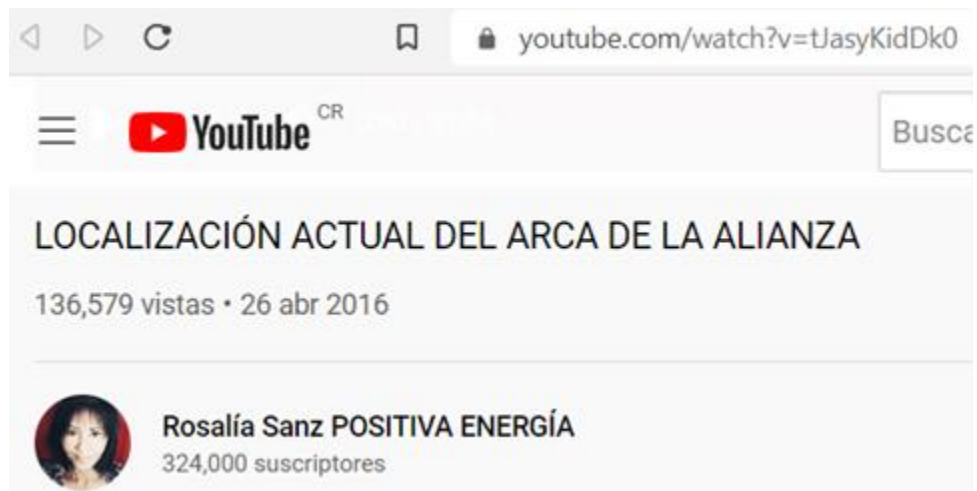 youtube.com/watch?v=tJasyKidDk0
YouTube CR
Busca
LOCALIZACIÓN ACTUAL DEL ARCA DE LA ALIANZA
136,579 vistas • 26 abr 2016
Rosalía Sanz POSITIVA ENERGÍA
324,000 suscriptores